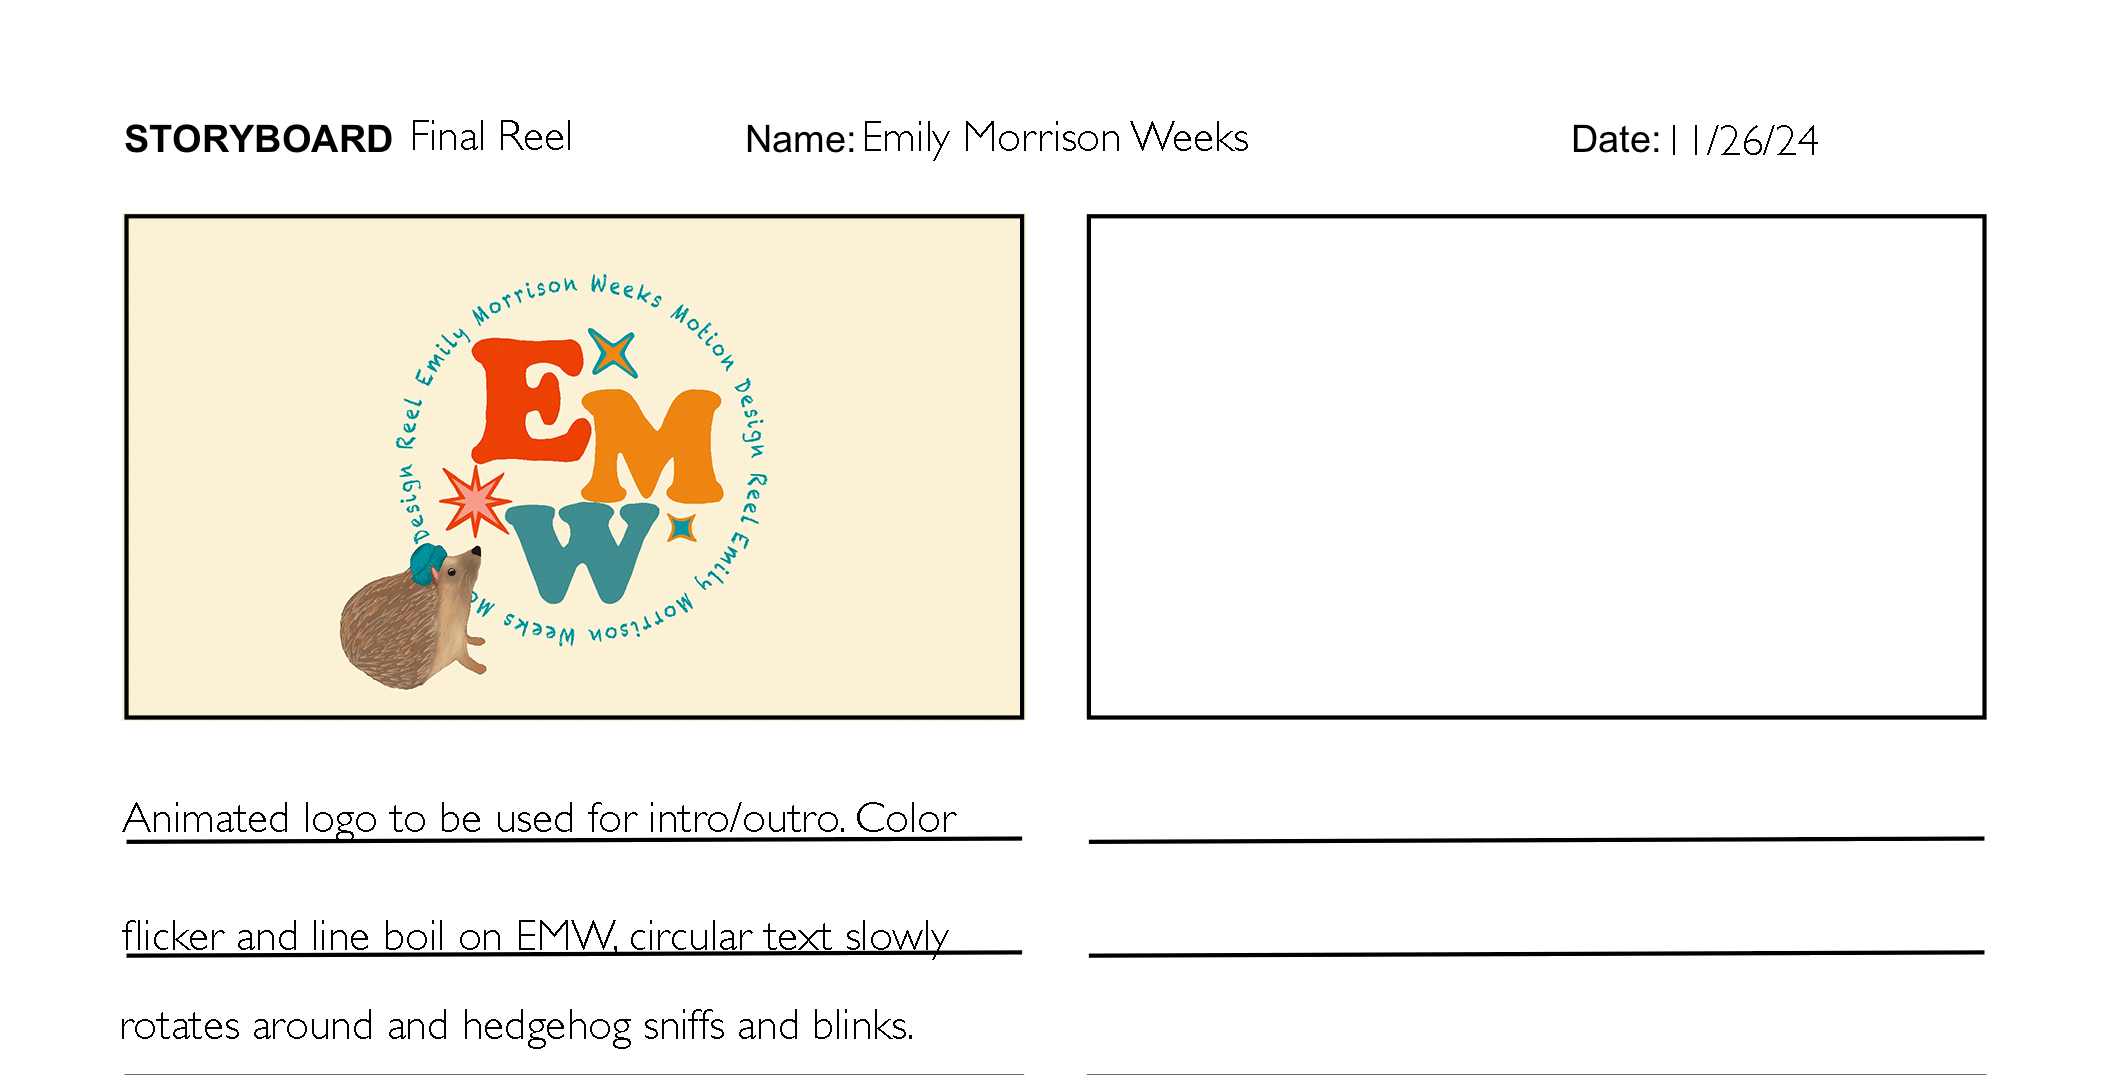 STORYBOARD Final Reel Name: Emily Morrison Weeks Date: 11/26/24
Emily Morrison Weeks Motion Design Reel Emily Morrison Weeks Mo
Design Reel
E
M
W
Animated logo to be used for intro/outro. Color
flicker and line boil on EMW, circular text slowly
rotates around and hedgehog sniffs and blinks.